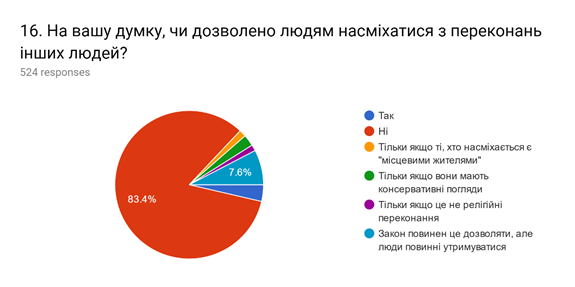 16. На вашу думку, чи дозволено людям насміхатися з переконань
інших людей?
524 responses
83.4%
7.6%
Так
Ні
Тільки якщо ті, хто насміхається є
"місцевими жителями"
Тільки якщо вони мають
консервативні погляди
Тільки якщо це не релігійні
переконання
Закон повинен це дозволяти, але
люди повинні утримуватися